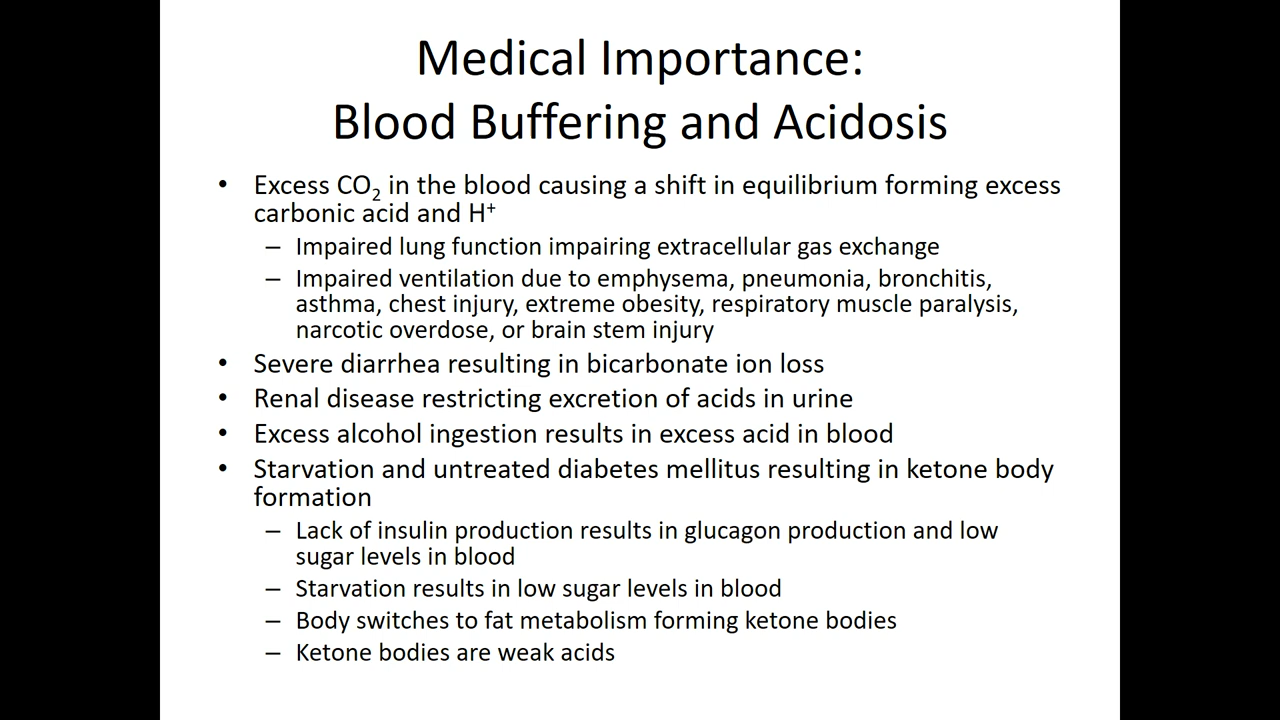 Medical Importance:
Blood Buffering and Acidosis
• Excess CO₂ in the blood causing a shift in equilibrium forming excess
carbonic acid and H⁺
– Impaired lung function impairing extracellular gas exchange
– Impaired ventilation due to emphysema, pneumonia, bronchitis,
asthma, chest injury, extreme obesity, respiratory muscle paralysis,
narcotic overdose, or brain stem injury
• Severe diarrhea resulting in bicarbonate ion loss
• Renal disease restricting excretion of acids in urine
• Excess alcohol ingestion results in excess acid in blood
• Starvation and untreated diabetes mellitus resulting in ketone body
formation
– Lack of insulin production results in glucagon production and low
sugar levels in blood
– Starvation results in low sugar levels in blood
– Body switches to fat metabolism forming ketone bodies
– Ketone bodies are weak acids